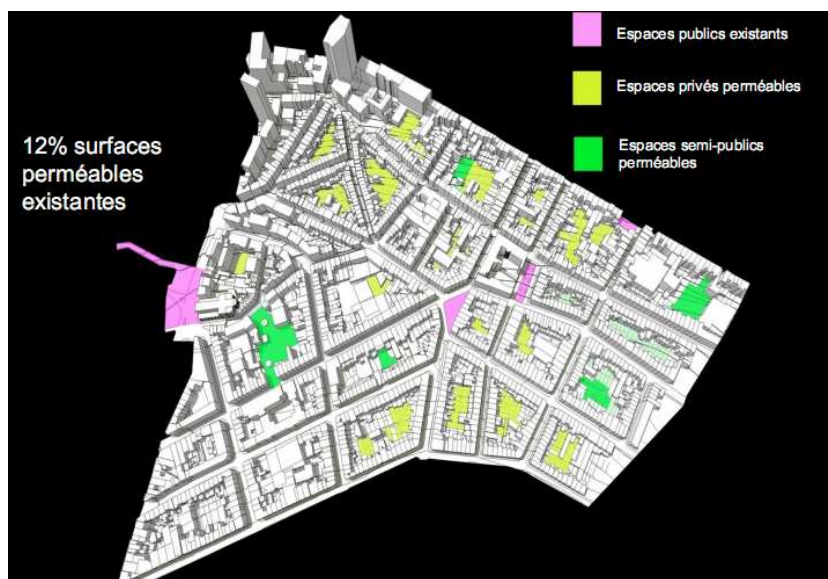 Espaces publics existants
Espaces privés perméables
Espaces semi-publics
perméables
12% surfaces
perméables
existantes